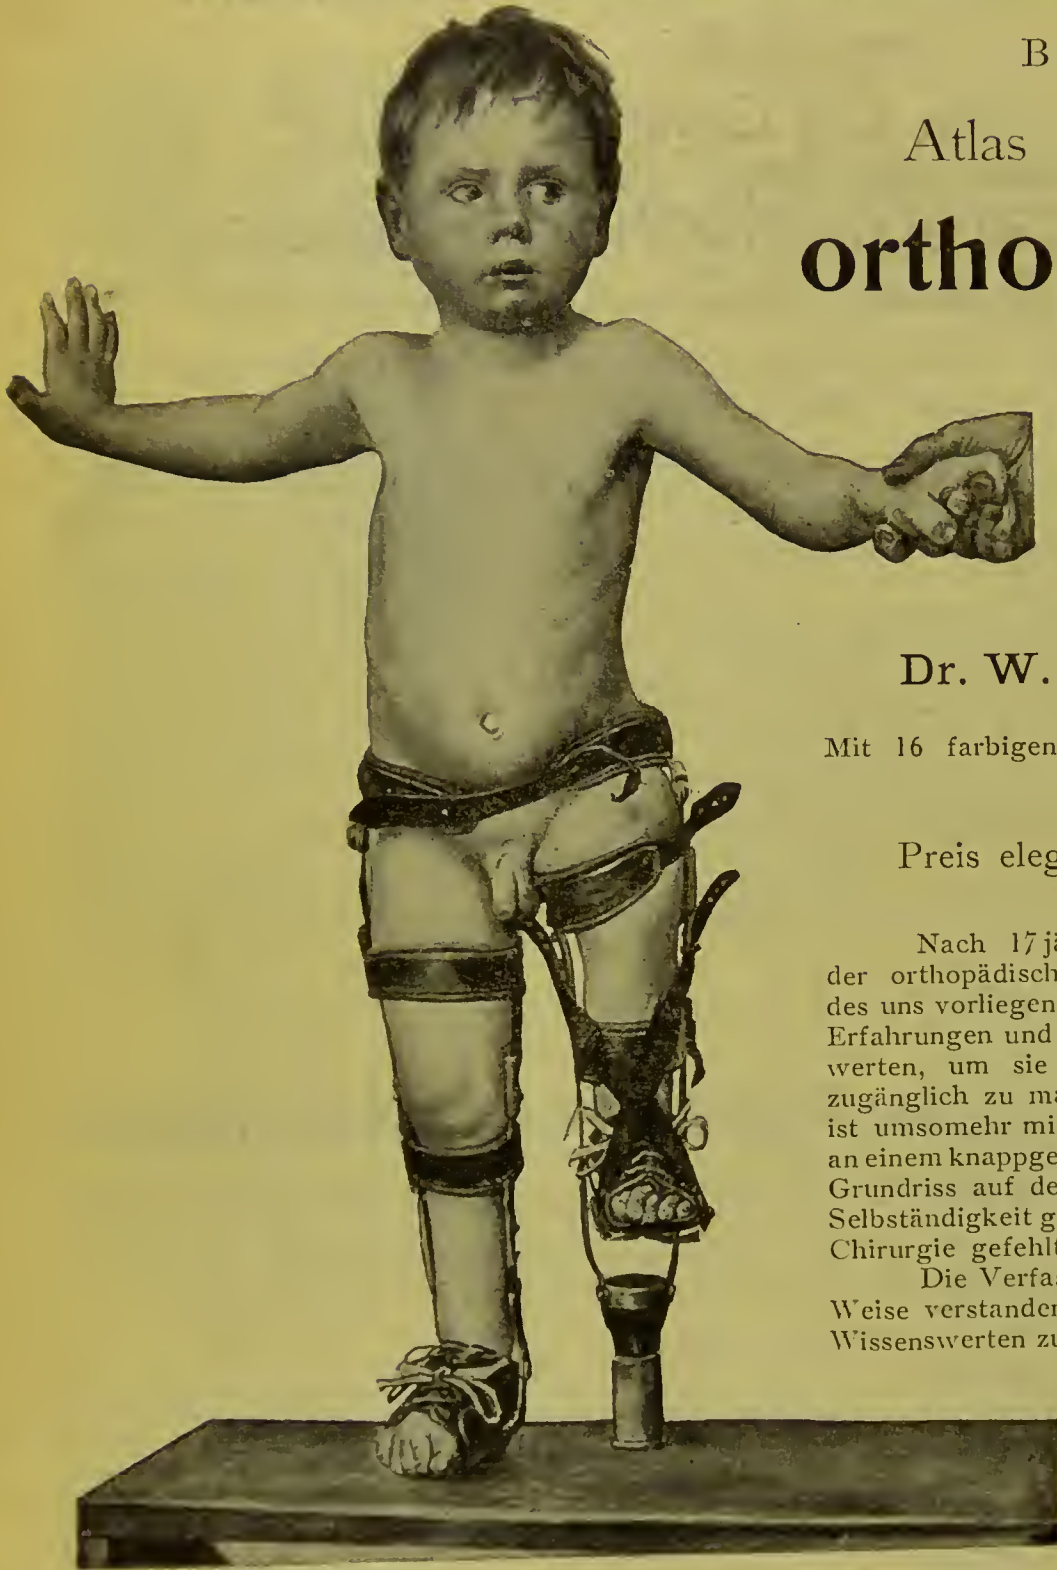 B
Atlas
ortho
Dr. W.
Mit 16 farbigen
Preis eleg
Nach 17jä
der orthopädisch
des uns vorliegen
Erfahrungen und
werten, um sie
zugänglich zu ma
ist umsomehr mi
an einem knappge
Grundriss auf de
Selbständigkeit g
Chirurgie gefehlt
Die Verfa
Weise verstanden
Wissenswerten zu